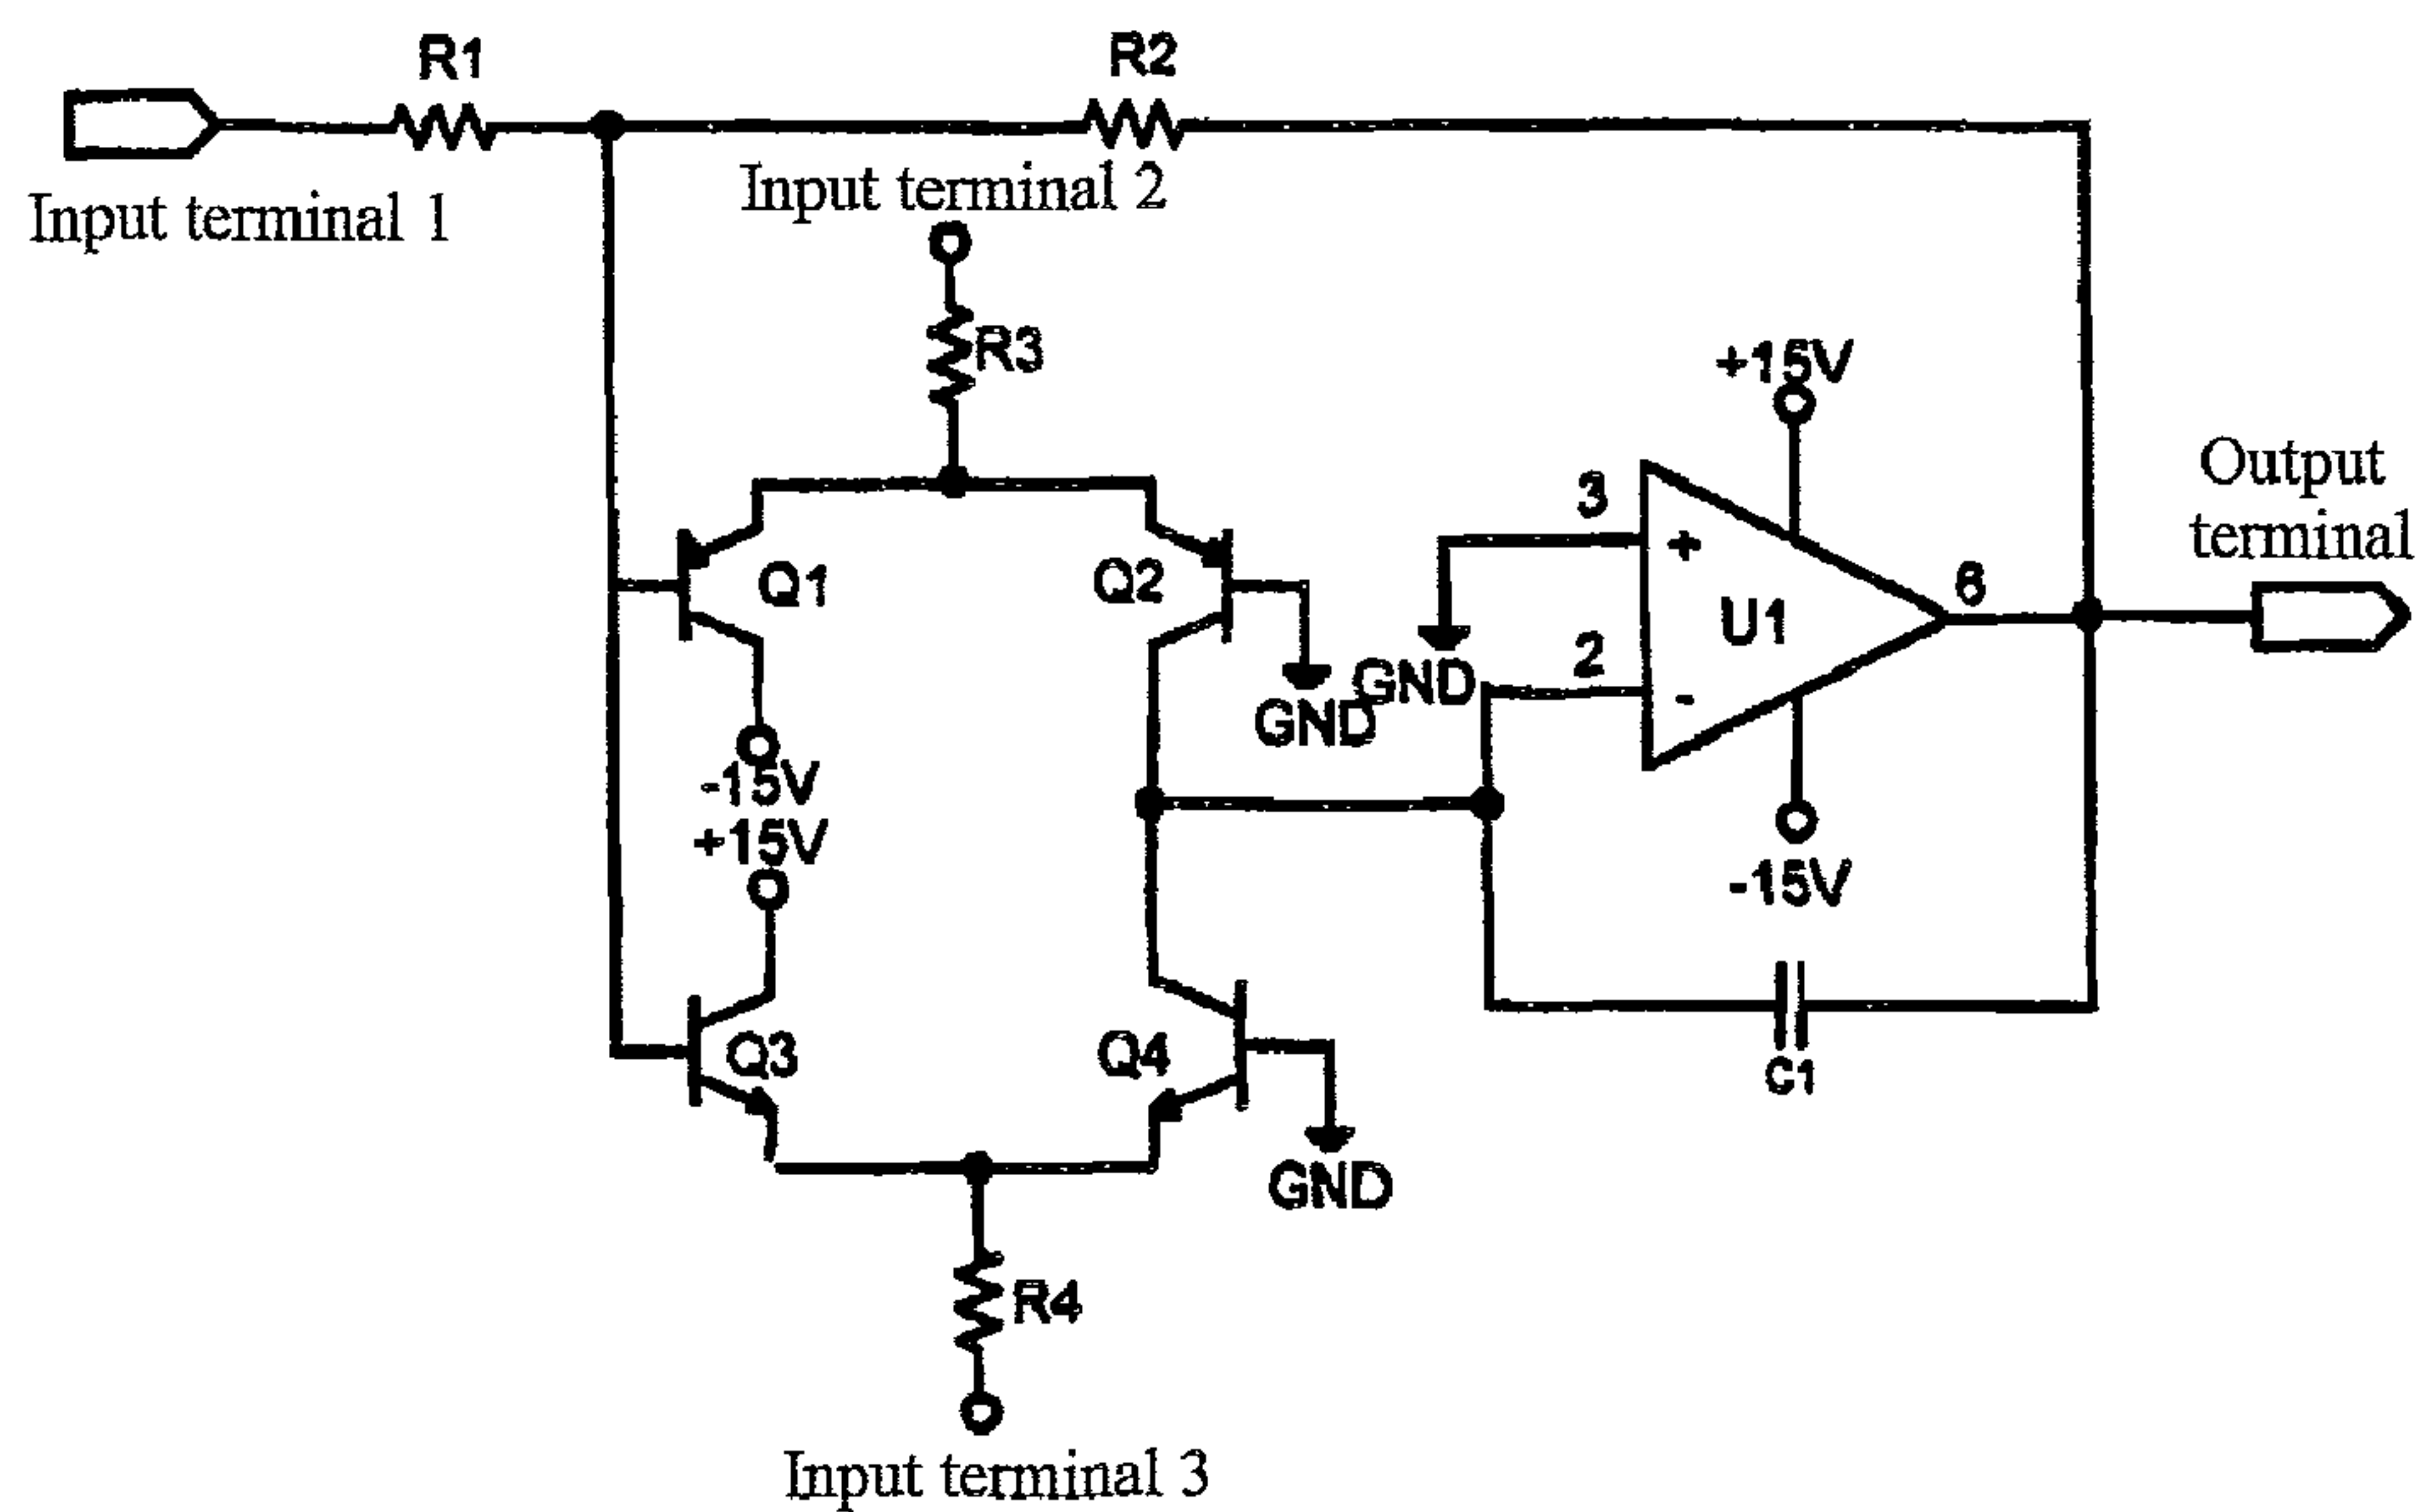 R1
R2
Input terminal 1
Input terminal 2
R3
+15V
Output
terminal
3
+
Q1
Q2
6
U1
2
GND
GND
-
-15V
+15V
-15V
Q3
Q4
C1
GND
R4
Input terminal 3